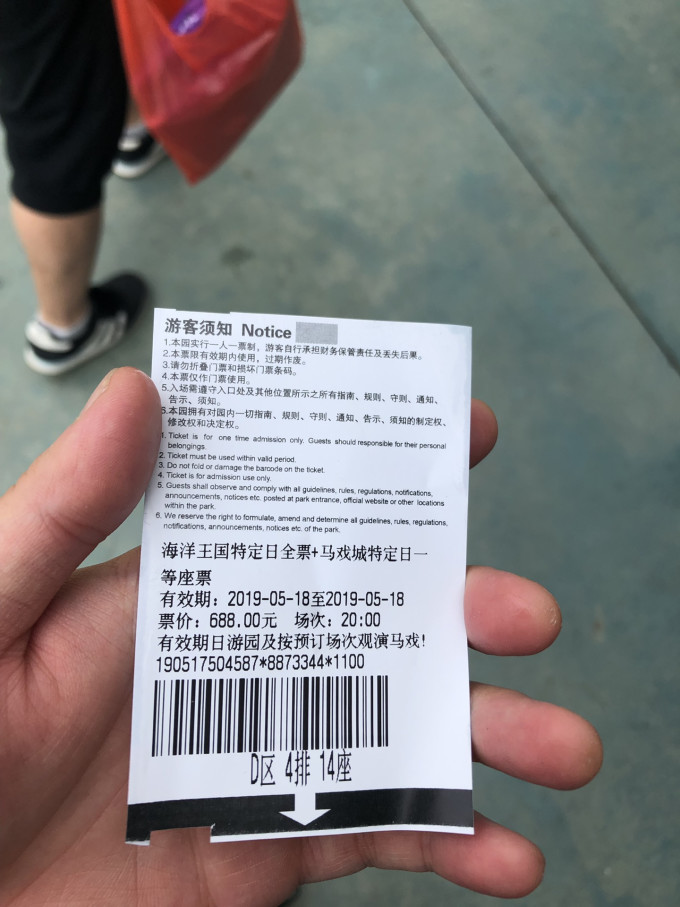 游客须知 Notice
1.本园实行一人一票制，游客自行承担财务保管责任及丢失后果。
2.本票限有效期内使用，过期作废。
3.请勿折叠门票和损坏门票条码。
4.本票仅作门票使用。
5.入场需遵守入口处及其他位置所示之所有指南、规则、守则、通知、
告示、须知。
6.本园拥有对园内一切指南、规则、守则、通知、告示、须知的制定权、
修改权和决定权。
1. Ticket is for one time admission only. Guests should responsible for their personal
belongings.
2. Ticket must be used within valid period.
3. Do not fold or damage the barcode on the ticket.
4. Ticket is for admission use only.
5. Guests shall observe and comply with all guidelines, rules, regulations, notifications,
announcements, notices etc. posted at park entrance, official website or other locations
within the park.
6. We reserve the right to formulate, amend and determine all guidelines, rules, regulations,
notifications, announcements, notices etc. of the park.
海洋王国特定日全票+马戏城特定日一
等座票
有效期：2019-05-18至2019-05-18
票价：688.00元 场次：20:00
有效期日游园及按预订场次观演马戏!
190517504587*8873344*1100
D区 4排 14座